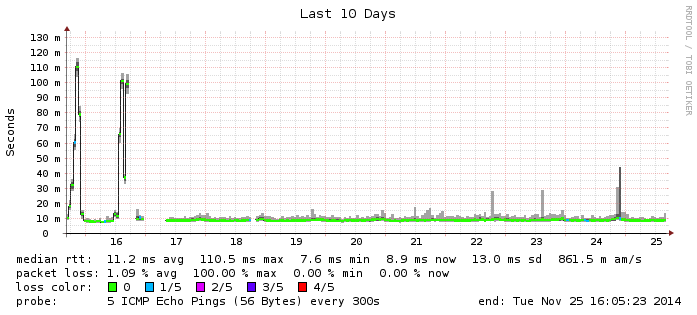 Last 10 Days
RRDTOOL / TOBI OETIKER
Seconds
130 m
120 m
110 m
100 m
90 m
80 m
70 m
60 m
50 m
40 m
30 m
20 m
10 m
0
16 17 18 19 20 21 22 23 24 25
median rtt: 11.2 ms avg 110.5 ms max 7.6 ms min 8.9 ms now 13.0 ms sd 861.5 m am/s
packet loss: 1.09 % avg 100.00 % max 0.00 % min 0.00 % now
loss color: 0 1/5 2/5 3/5 4/5
probe: 5 ICMP Echo Pings (56 Bytes) every 300s end: Tue Nov 25 16:05:23 2014